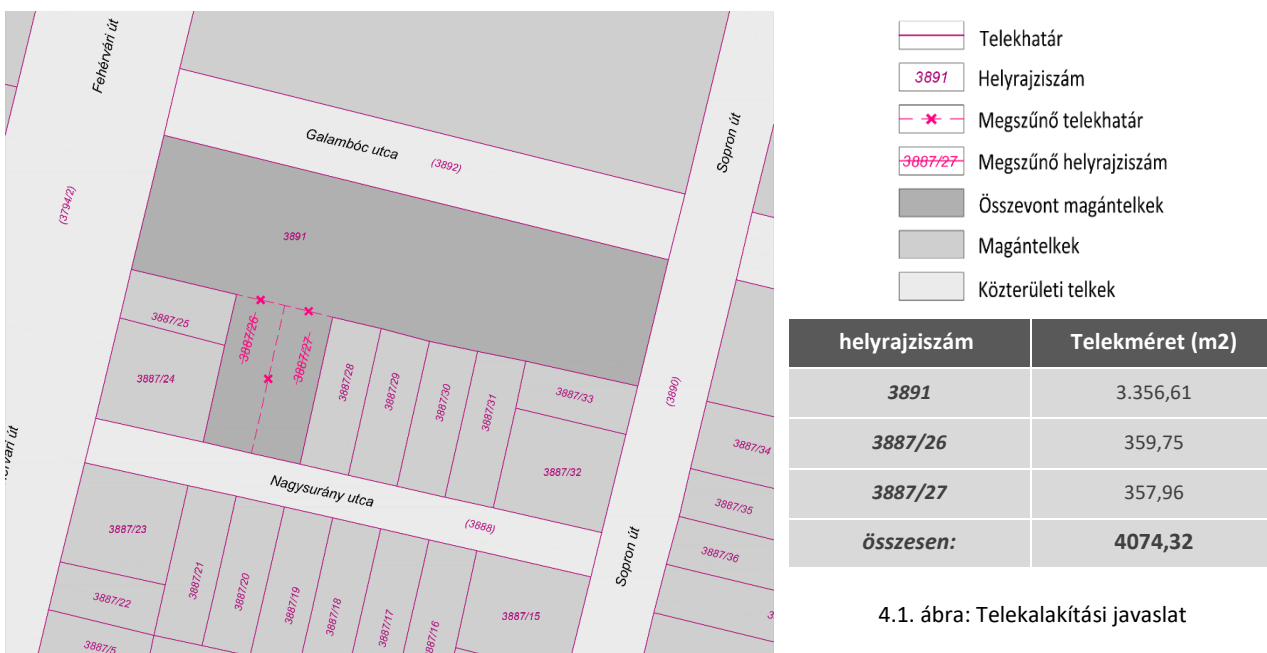 Fehérvári út
Sopron út
Galambóc utca
(3892)
(3794/2)
3891
3887/25
3887/26
3887/27
3887/24
3887/28
3887/29
3887/30
3887/31
3887/33
(3890)
3887/32
3887/34
3887/35
3887/36
Nagysurány utca
(3888)
Sopron út
3887/23
3887/22
3887/21
3887/20
3887/19
3887/18
3887/17
3887/16
3887/15
3887/5
Telekhatár
3891 Helyrajziszám
Megszűnő telekhatár
3887/27 Megszűnő helyrajziszám
Összevont magántelkek
Magántelkek
Közterületi telkek
helyrajziszám Telekméret (m2)
3891 3.356,61
3887/26 359,75
3887/27 357,96
összesen: 4074,32
4.1. ábra: Telekalakítási javaslat